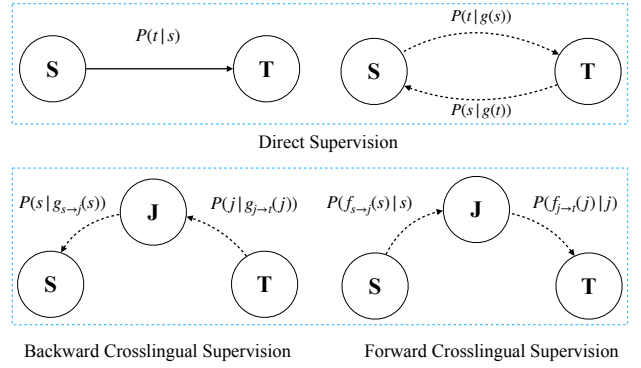 P(t|s)
P(t|g(s))
S
T
S
T
P(s|g(t))
Direct Supervision
P(s|g_{s→j}(s))
J
P(j|g_{j→t}(j))
P(f_{s→j}(s)|s)
J
P(f_{j→t}(j)|j)
S
T
S
T
Backward Crosslingual Supervision
Forward Crosslingual Supervision